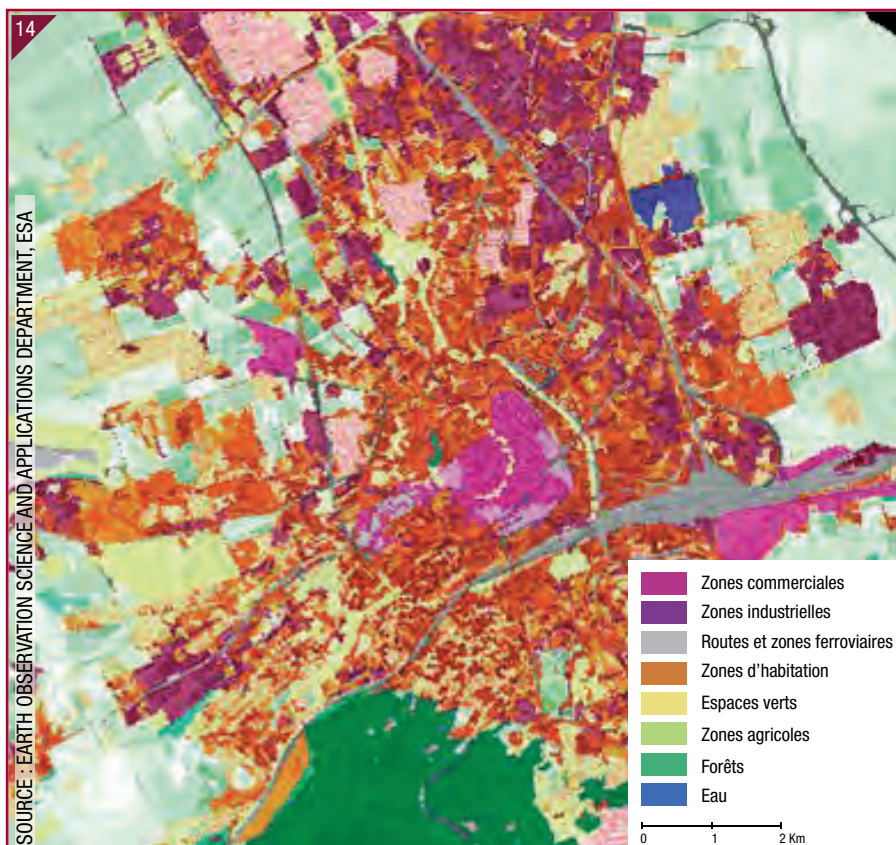 14
SOURCE : EARTH OBSERVATION SCIENCE AND APPLICATIONS DEPARTMENT, ESA
Zones commerciales
Zones industrielles
Routes et zones ferroviaires
Zones d'habitation
Espaces verts
Zones agricoles
Forêts
Eau
0 1 2 Km